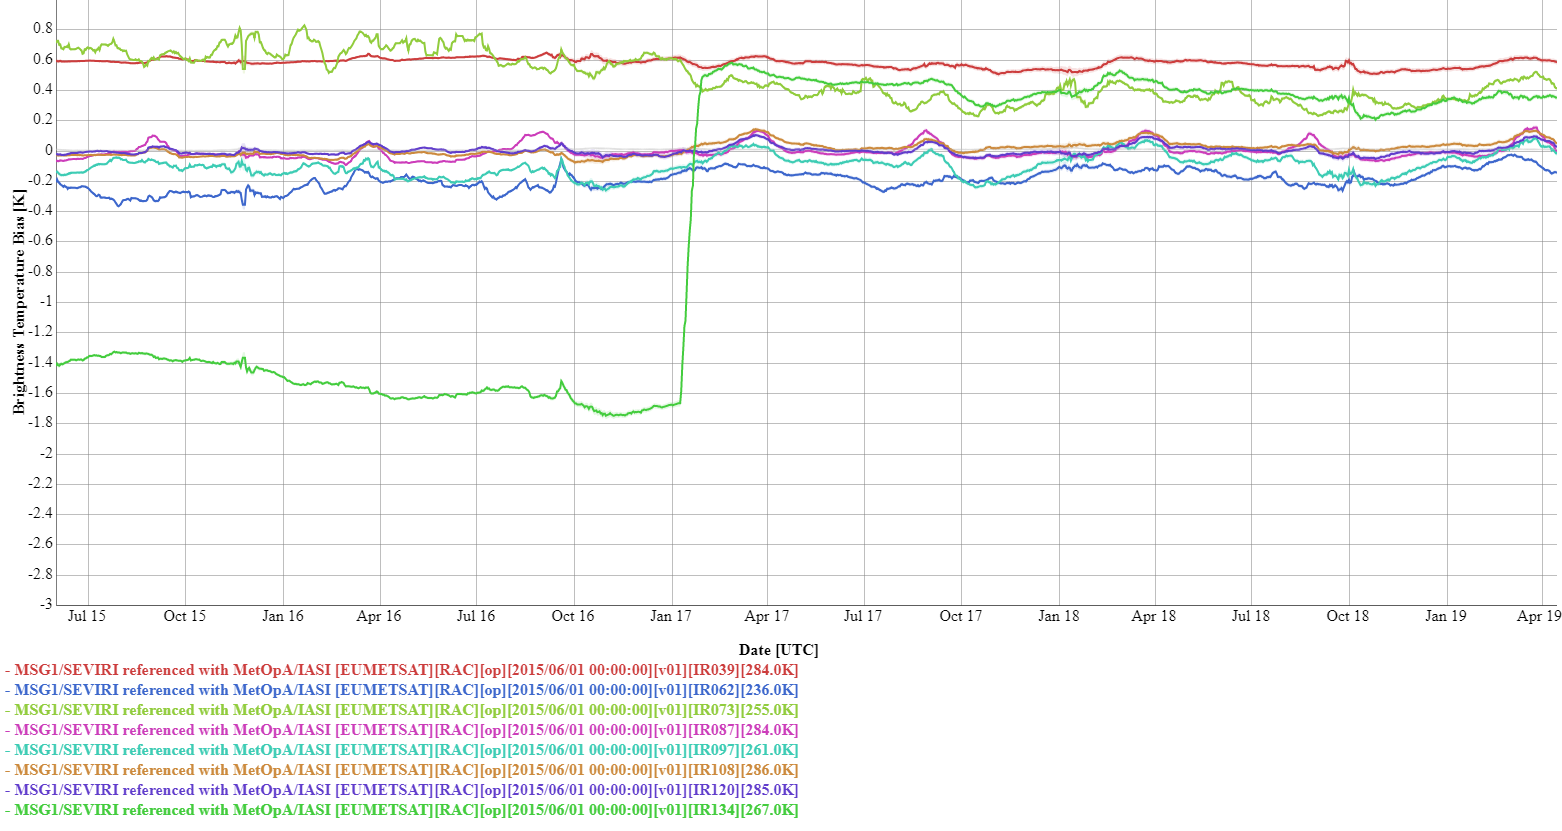 0.8
0.6
0.4
0.2
0
-0.2
-0.4
-0.6
-0.8
-1
-1.2
-1.4
-1.6
-1.8
-2
-2.2
-2.4
-2.6
-2.8
-3
Brightness Temperature Bias [K]
Jul 15 Oct 15 Jan 16 Apr 16 Jul 16 Oct 16 Jan 17 Apr 17 Jul 17 Oct 17 Jan 18 Apr 18 Jul 18 Oct 18 Jan 19 Apr 19
Date [UTC]
- MSG1/SEVIRI referenced with MetOpA/IASI [EUMETSAT][RAC][op][2015/06/01 00:00:00][v01][IR039][284.0K]
- MSG1/SEVIRI referenced with MetOpA/IASI [EUMETSAT][RAC][op][2015/06/01 00:00:00][v01][IR062][236.0K]
- MSG1/SEVIRI referenced with MetOpA/IASI [EUMETSAT][RAC][op][2015/06/01 00:00:00][v01][IR073][255.0K]
- MSG1/SEVIRI referenced with MetOpA/IASI [EUMETSAT][RAC][op][2015/06/01 00:00:00][v01][IR087][284.0K]
- MSG1/SEVIRI referenced with MetOpA/IASI [EUMETSAT][RAC][op][2015/06/01 00:00:00][v01][IR097][261.0K]
- MSG1/SEVIRI referenced with MetOpA/IASI [EUMETSAT][RAC][op][2015/06/01 00:00:00][v01][IR108][286.0K]
- MSG1/SEVIRI referenced with MetOpA/IASI [EUMETSAT][RAC][op][2015/06/01 00:00:00][v01][IR120][285.0K]
- MSG1/SEVIRI referenced with MetOpA/IASI [EUMETSAT][RAC][op][2015/06/01 00:00:00][v01][IR134][267.0K]